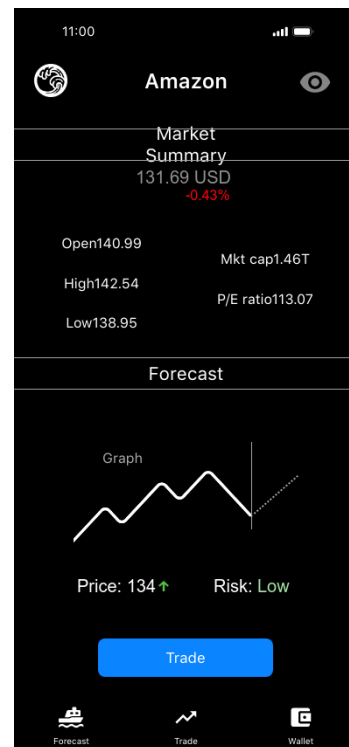 11:00
Amazon
Market
Summary
131.69 USD
-0.43%
Open140.99
Mkt cap1.46T
High142.54
P/E ratio113.07
Low138.95
Forecast
Graph
Price: 134↑
Risk: Low
Trade
Forecast
Trade
Wallet